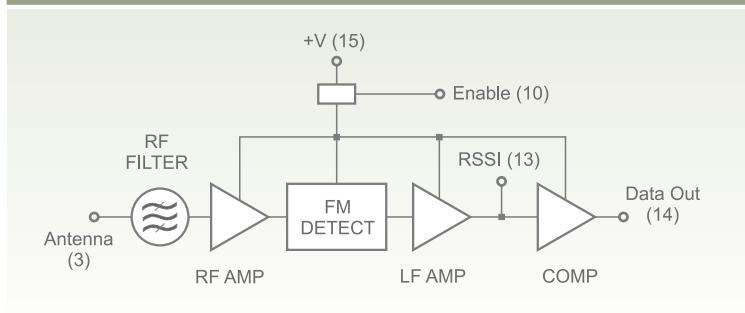 +V (15)
Enable (10)
RF
FILTER
RSSI (13)
Data Out
(14)
FM
DETECT
Antenna
(3)
RF AMP
LF AMP
COMP